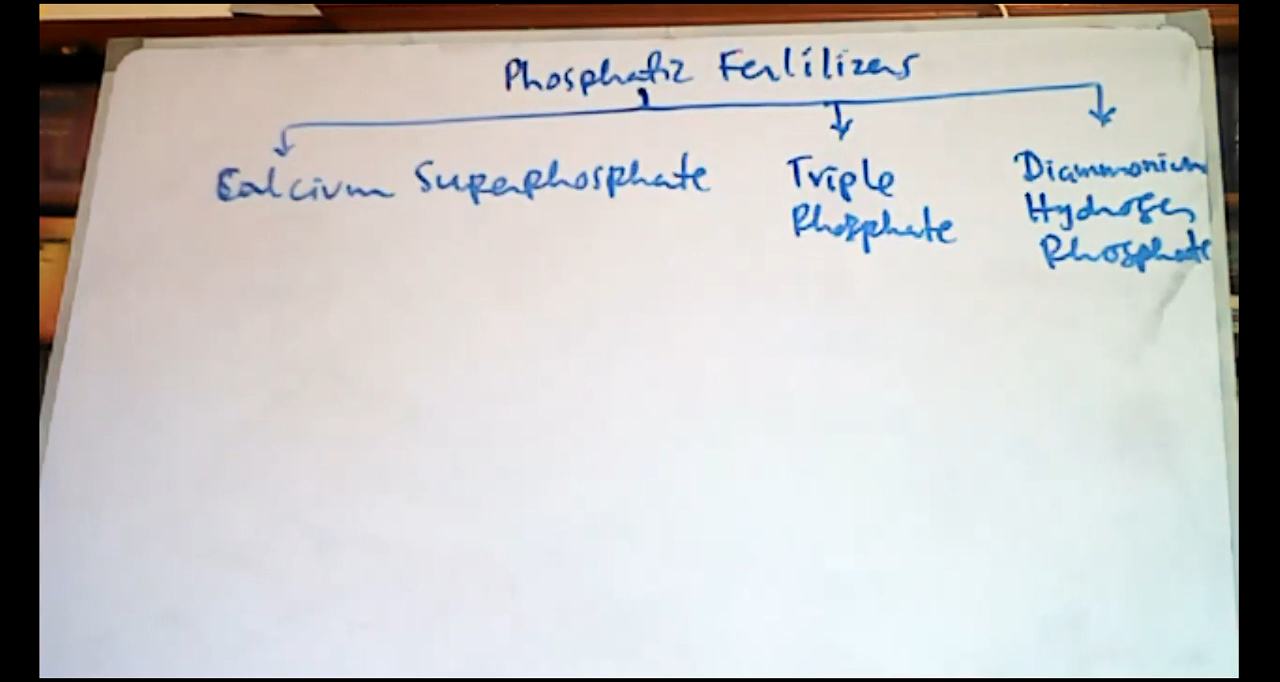 Phosphatic Fertilizers
Calcium Superphosphate
Triple
Phosphate
Diammonium
Hydrogen
Phosphate